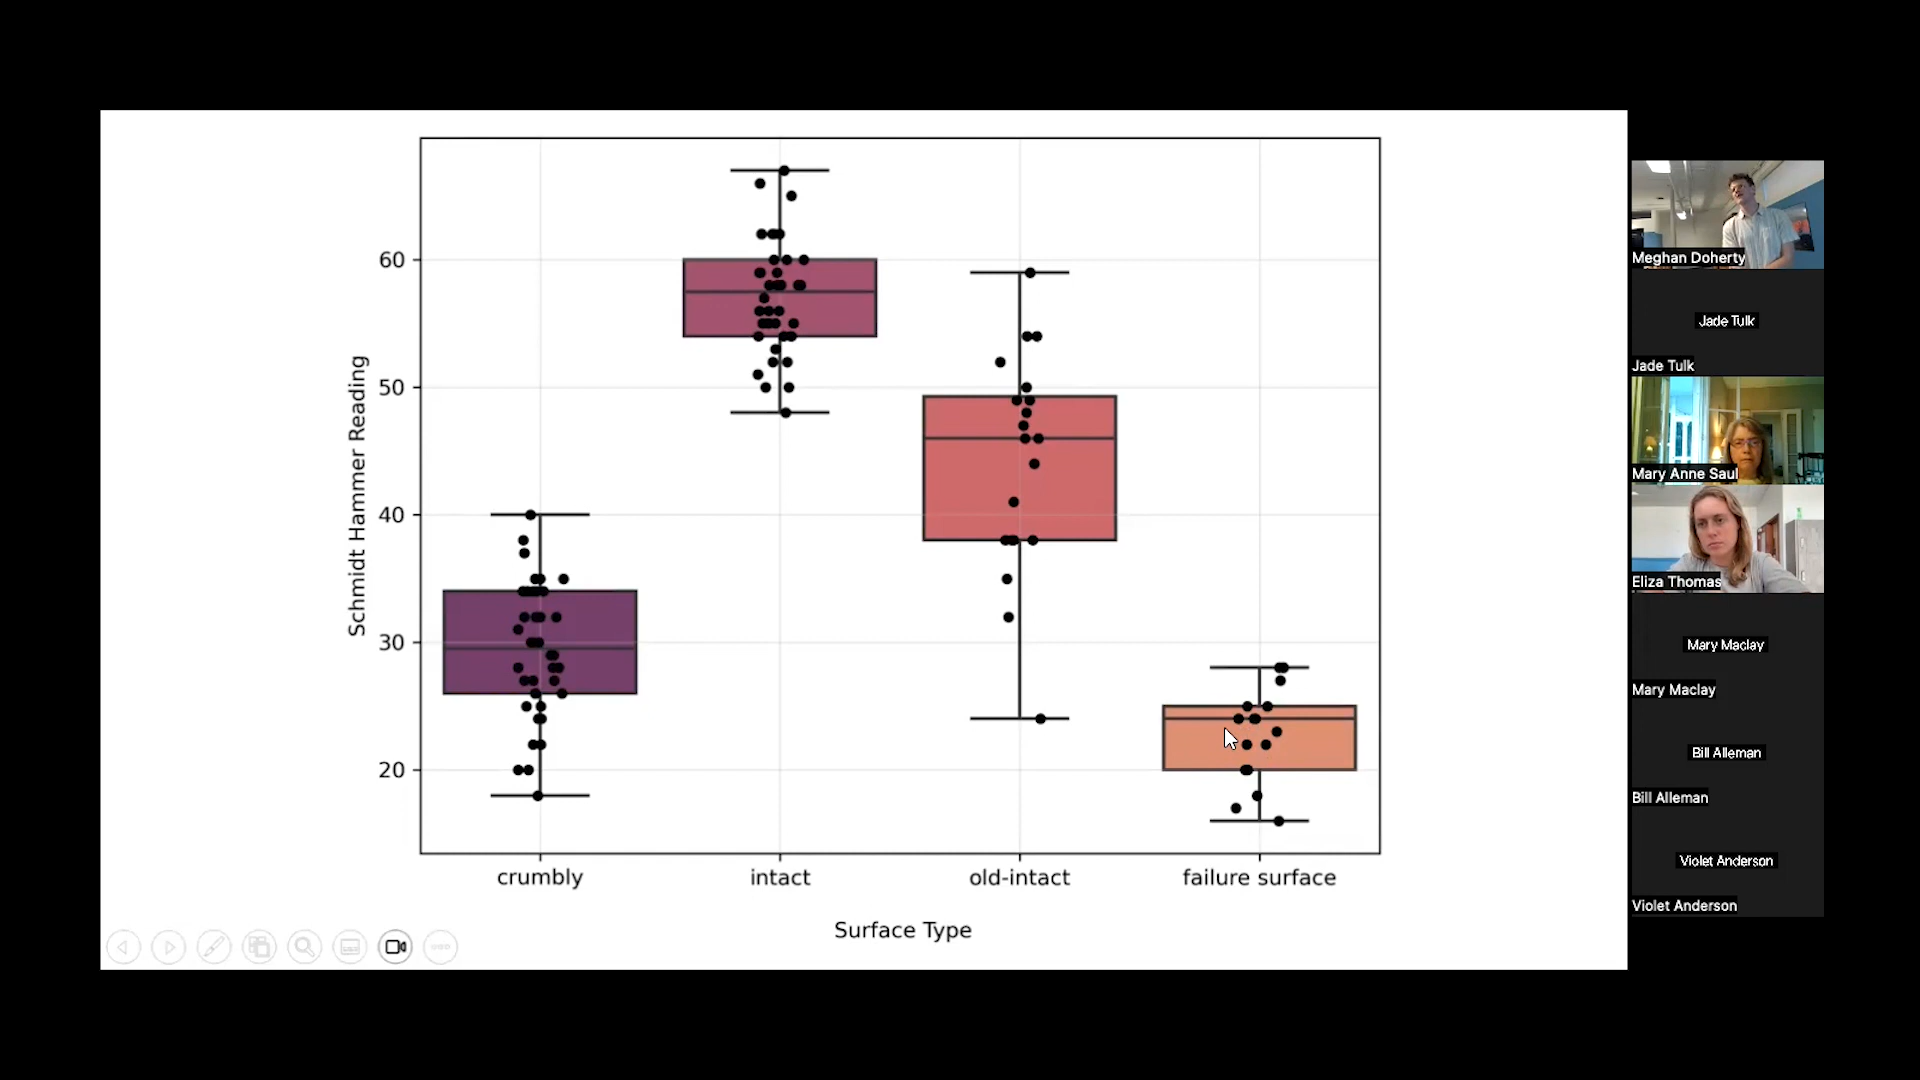 60
50
40
30
20
Schmidt Hammer Reading
crumbly
intact
old-intact
failure surface
Surface Type
Meghan Doherty
Jade Tulk
Jade Tulk
Mary Anne Saul
Eliza Thomas
Mary Maclay
Mary Maclay
Bill Alleman
Bill Alleman
Violet Anderson
Violet Anderson